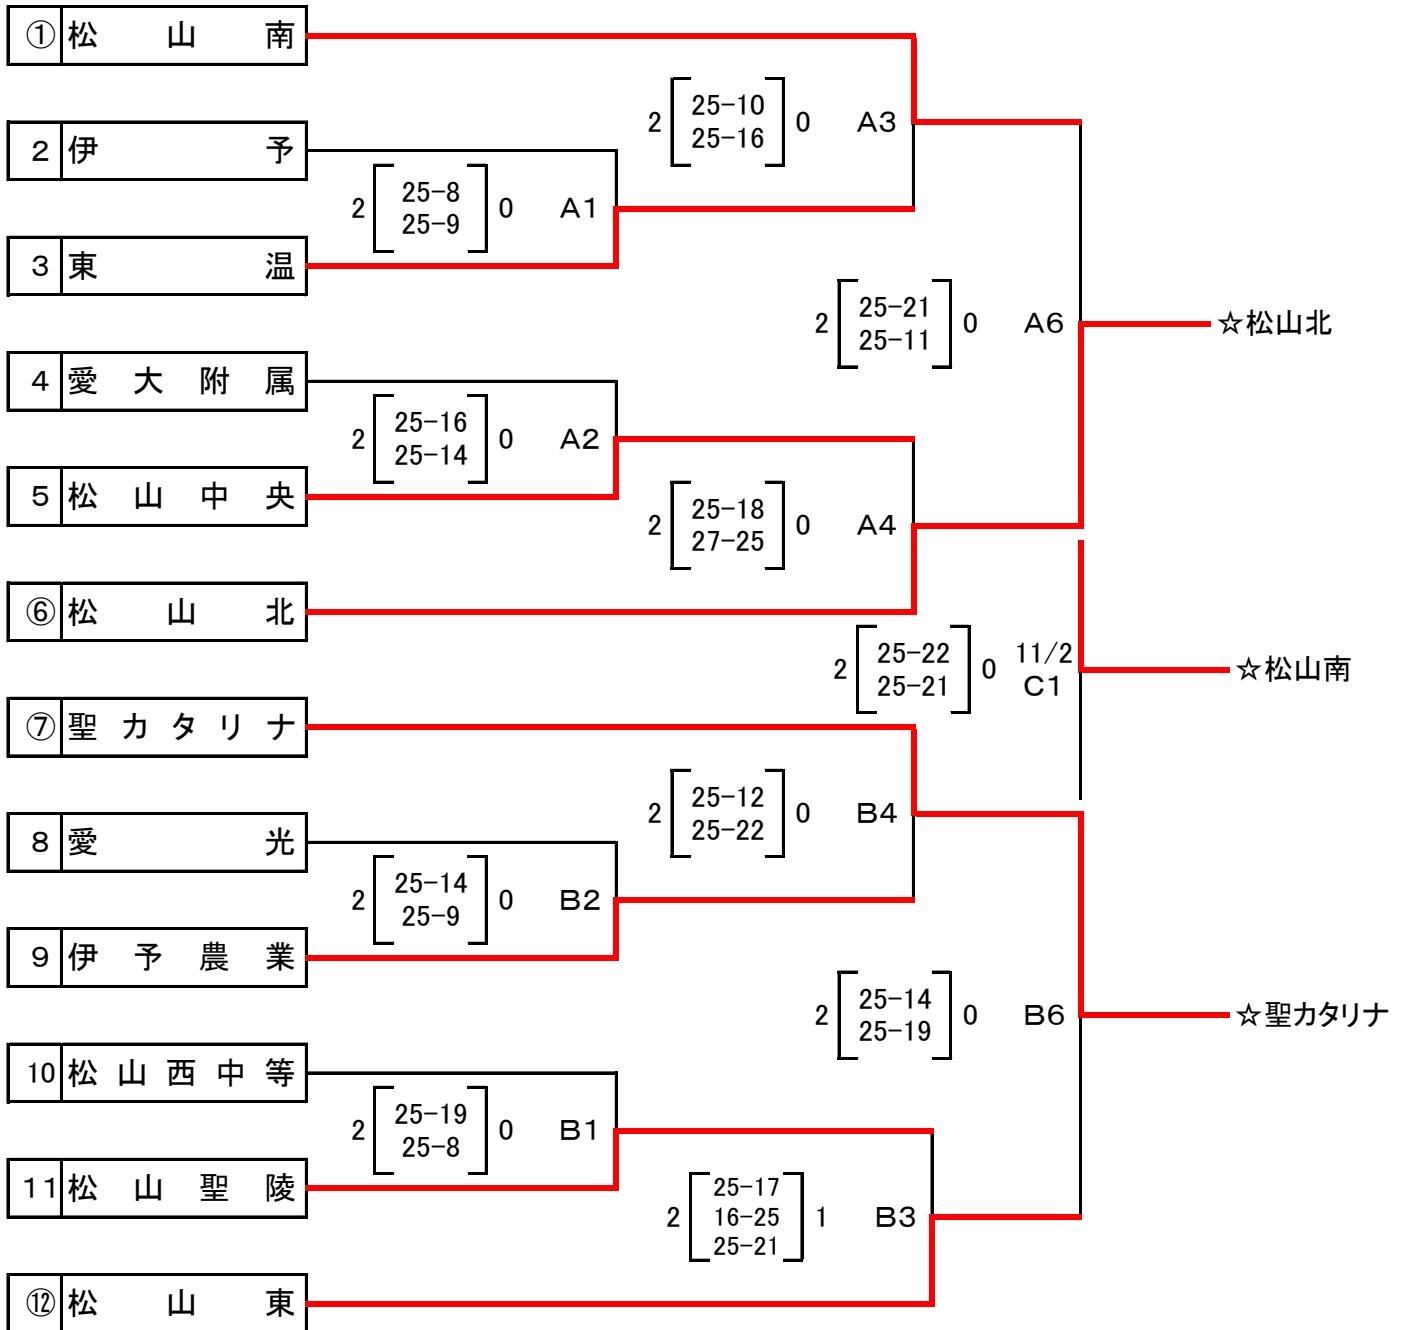 ① 松山南
2 伊予
3 東温
4 愛大附属
5 松山中央
⑥ 松山北
⑦ 聖カタリナ
8 愛光
9 伊予農業
10 松山西中等
11 松山聖陵
⑫ 松山東
2 25-8 0 A1
25-9
2 25-16 0 A2
25-14
2 25-14 0 B2
25-9
2 25-19 0 B1
25-8
2 25-10 0 A3
25-16
2 25-18 0 A4
27-25
2 25-12 0 B4
25-22
2 25-17 1 B3
16-25
25-21
2 25-21 0 A6
25-11
2 25-22 0 11/2
25-21 C1
2 25-14 0 B6
25-19
☆松山北
☆松山南
☆聖カタリナ